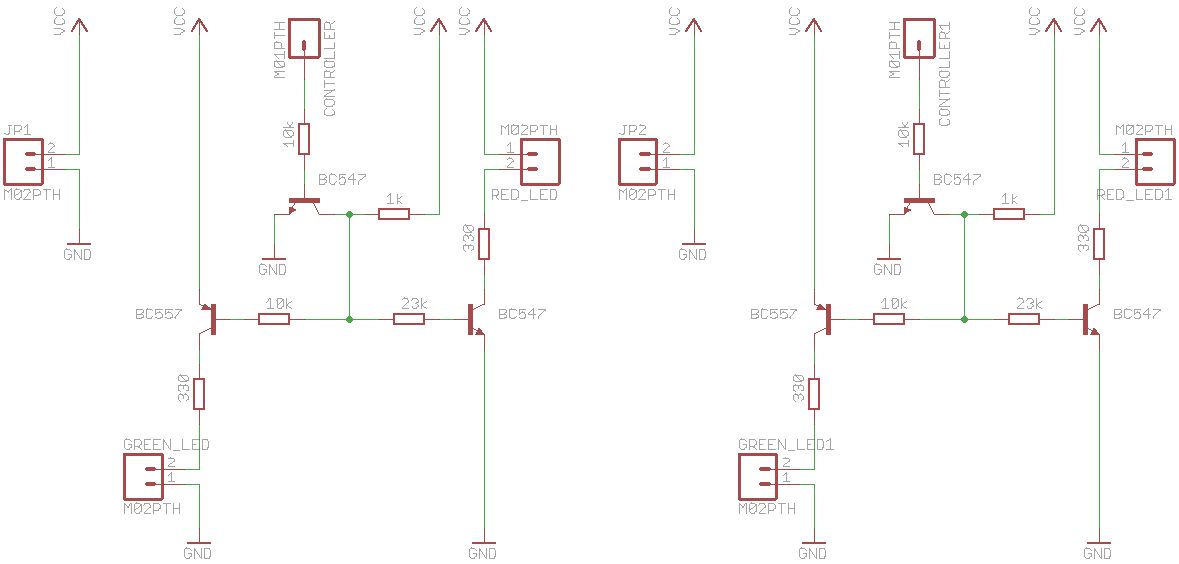 VCC
VCC
M01PTH
CONTROLLER
VCC
VCC
JP1
2
1
M02PTH
GND
10k
BC547
GND
1k
M02PTH
1
2
RED_LED
330
BC557
10k
23k
BC547
330
GREEN_LED
2
1
M02PTH
GND
GND
VCC
VCC
M01PTH
CONTROLLER1
VCC
VCC
JP2
2
1
M02PTH
GND
10k
BC547
GND
1k
M02PTH
1
2
RED_LED1
330
BC557
10k
23k
BC547
330
GREEN_LED1
2
1
M02PTH
GND
GND